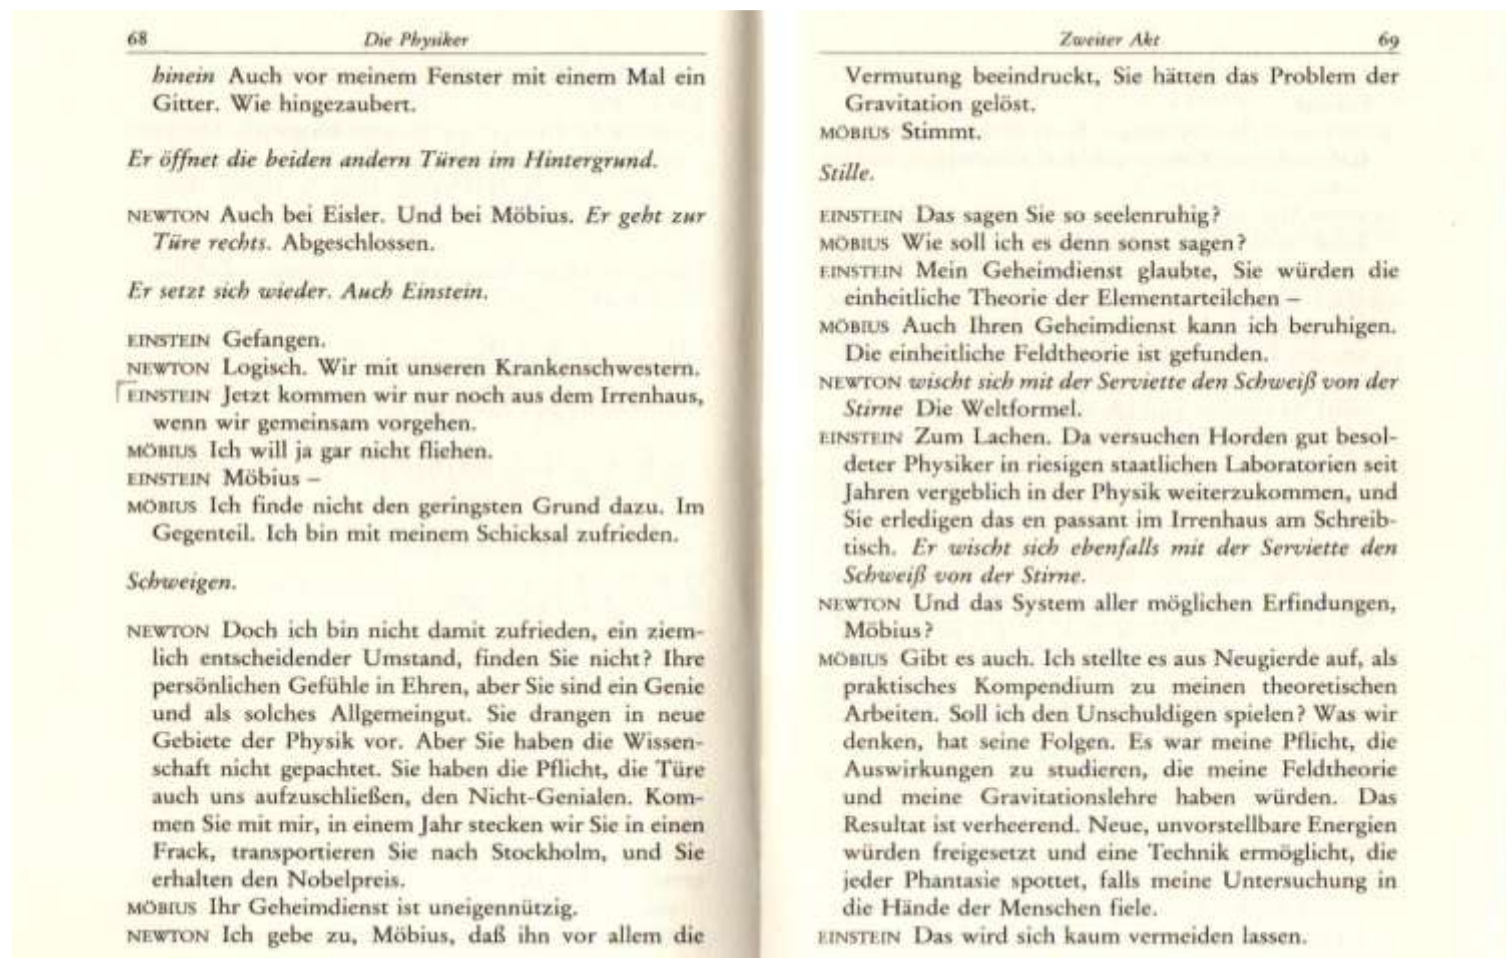 68 Die Physiker
hinein Auch vor meinem Fenster mit einem Mal ein
Gitter. Wie hingezaubert.
Er öffnet die beiden andern Türen im Hintergrund.
NEWTON Auch bei Eisler. Und bei Möbius. Er geht zur
Türe rechts. Abgeschlossen.
Er setzt sich wieder. Auch Einstein.
EINSTEIN Gefangen.
NEWTON Logisch. Wir mit unseren Krankenschwestern.
EINSTEIN Jetzt kommen wir nur noch aus dem Irrenhaus,
wenn wir gemeinsam vorgehen.
MÖBIUS Ich will ja gar nicht fliehen.
EINSTEIN Möbius –
MÖBIUS Ich finde nicht den geringsten Grund dazu. Im
Gegenteil. Ich bin mit meinem Schicksal zufrieden.
Schweigen.
NEWTON Doch ich bin nicht damit zufrieden, ein ziem-
lich entscheidender Umstand, finden Sie nicht? Ihre
persönlichen Gefühle in Ehren, aber Sie sind ein Genie
und als solches Allgemeingut. Sie drangen in neue
Gebiete der Physik vor. Aber Sie haben die Wissen-
schaft nicht gepachtet. Sie haben die Pflicht, die Türe
auch uns aufzuschließen, den Nicht-Genialen. Kom-
men Sie mit mir, in einem Jahr stecken wir Sie in einen
Frack, transportieren Sie nach Stockholm, und Sie
erhalten den Nobelpreis.
MÖBIUS Ihr Geheimdienst ist uneigennützig.
NEWTON Ich gebe zu, Möbius, daß ihn vor allem die
Zweiter Akt 69
Vermutung beeindruckt, Sie hätten das Problem der
Gravitation gelöst.
MÖBIUS Stimmt.
Stille.
EINSTEIN Das sagen Sie so seelenruhig?
MÖBIUS Wie soll ich es denn sonst sagen?
EINSTEIN Mein Geheimdienst glaubte, Sie würden die
einheitliche Theorie der Elementarteilchen –
MÖBIUS Auch Ihren Geheimdienst kann ich beruhigen.
Die einheitliche Feldtheorie ist gefunden.
NEWTON wischt sich mit der Serviette den Schweiß von der
Stirne Die Weltformel.
EINSTEIN Zum Lachen. Da versuchen Horden gut besol-
deter Physiker in riesigen staatlichen Laboratorien seit
Jahren vergeblich in der Physik weiterzukommen, und
Sie erledigen das en passant im Irrenhaus am Schreib-
tisch. Er wischt sich ebenfalls mit der Serviette den
Schweiß von der Stirne.
NEWTON Und das System aller möglichen Erfindungen,
Möbius?
MÖBIUS Gibt es auch. Ich stellte es aus Neugierde auf, als
praktisches Kompendium zu meinen theoretischen
Arbeiten. Soll ich den Unschuldigen spielen? Was wir
denken, hat seine Folgen. Es war meine Pflicht, die
Auswirkungen zu studieren, die meine Feldtheorie
und meine Gravitationslehre haben würden. Das
Resultat ist verheerend. Neue, unvorstellbare Energien
würden freigesetzt und eine Technik ermöglicht, die
jeder Phantasie spottet, falls meine Untersuchung in
die Hände der Menschen fiele.
EINSTEIN Das wird sich kaum vermeiden lassen.